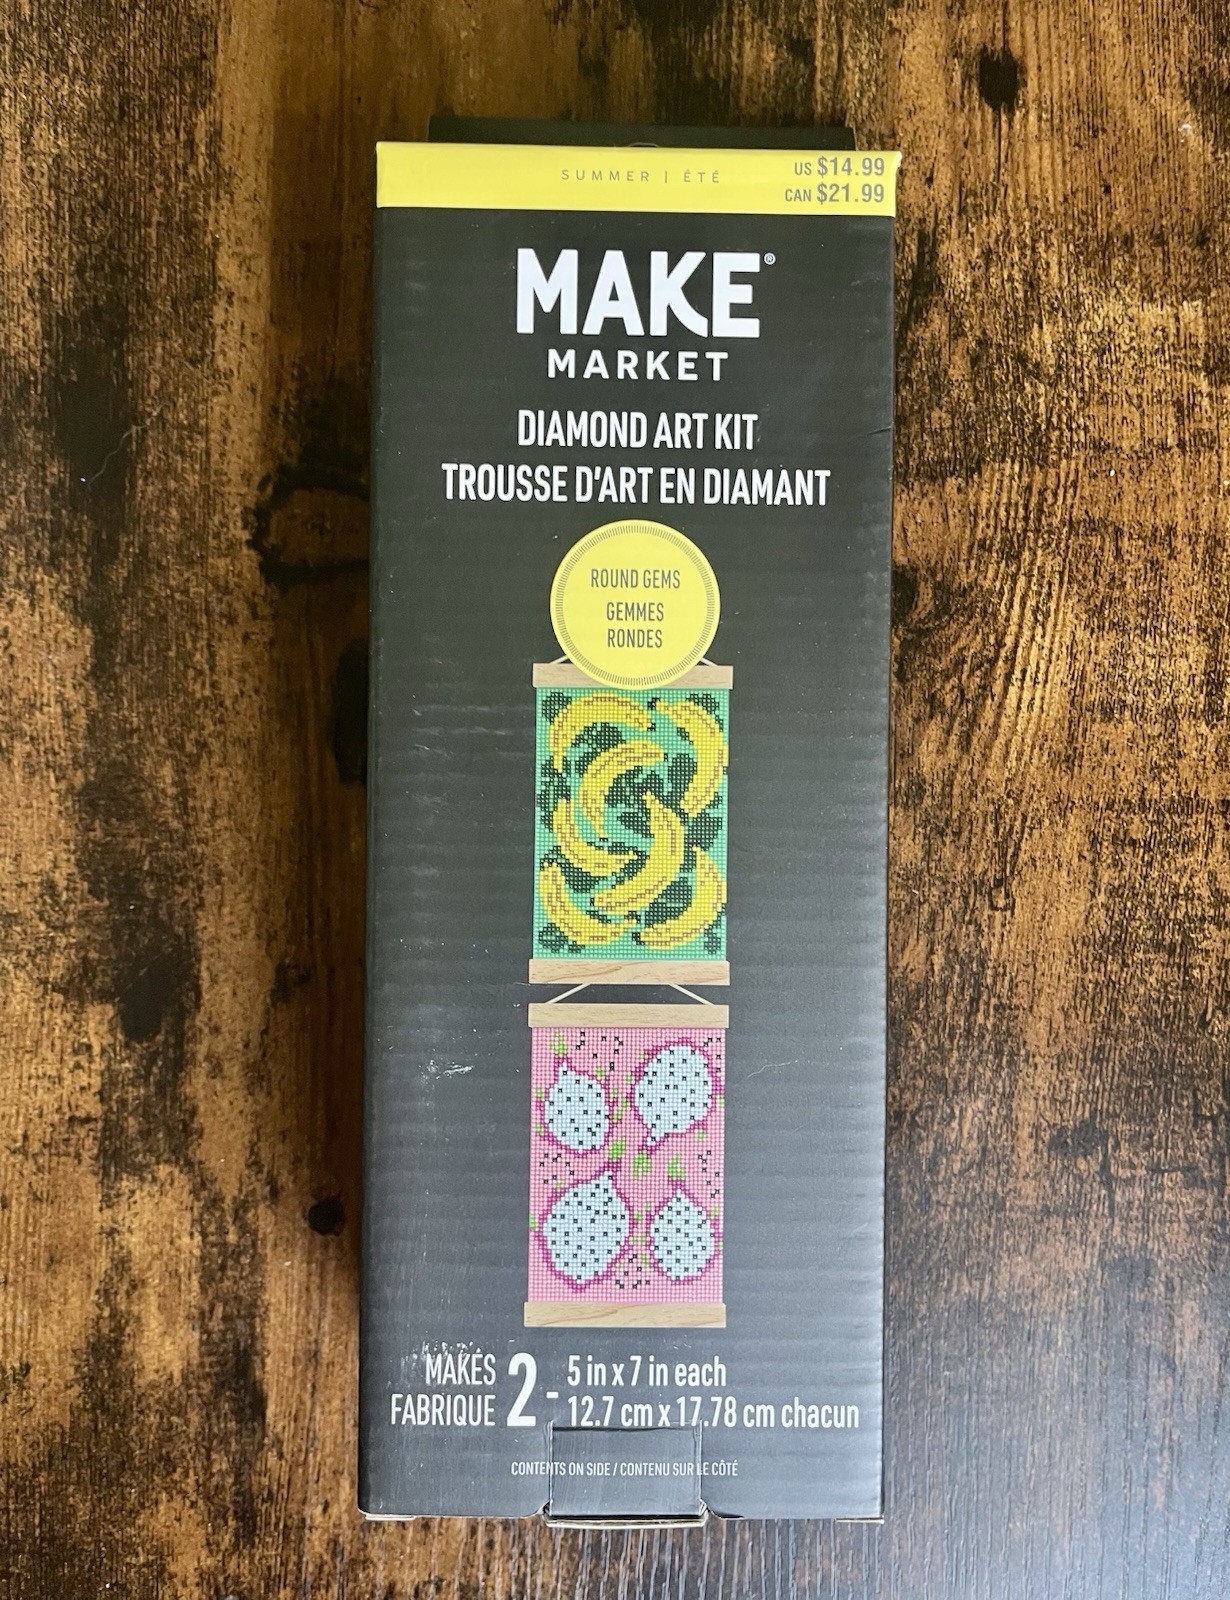 SUMMER | ÉTÉ
US $14.99
CAN $21.99
MAKE®
MARKET
DIAMOND ART KIT
TROUSSE D'ART EN DIAMANT
ROUND GEMS
GEMMES
RONDES
MAKES
FABRIQUE
2 -
5 in x 7 in each
12.7 cm x 17.78 cm chacun
CONTENTS ON SIDE / CONTENU SUR LE CÔTÉ